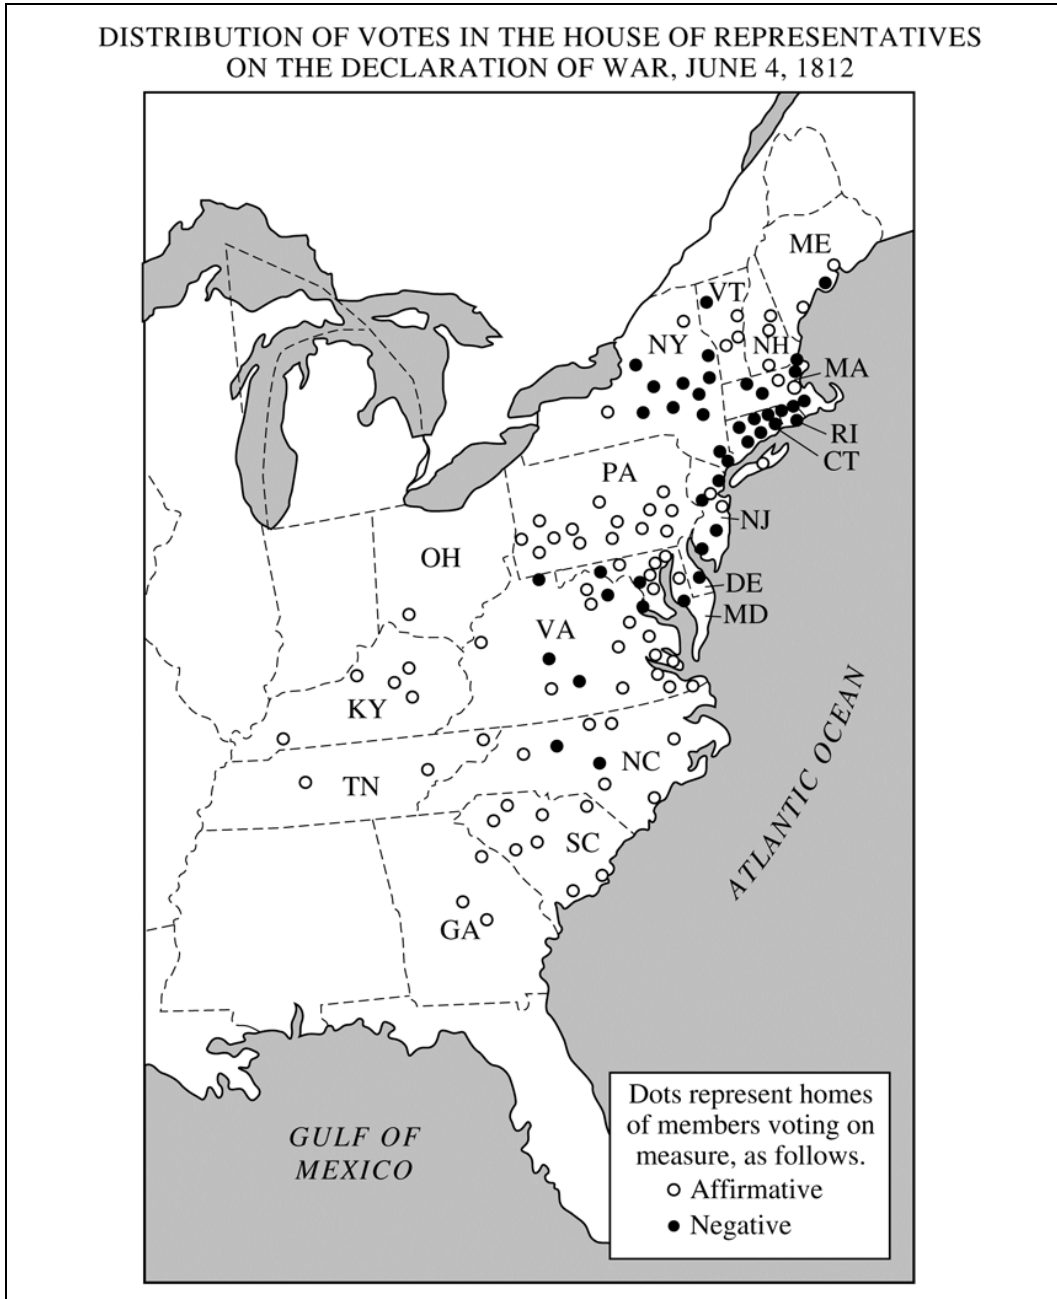 DISTRIBUTION OF VOTES IN THE HOUSE OF REPRESENTATIVES
ON THE DECLARATION OF WAR, JUNE 4, 1812
ME
VT
NY
NH
MA
RI
CT
PA
NJ
OH
DE
MD
VA
KY
NC
TN
SC
GA
ATLANTIC OCEAN
GULF OF
MEXICO
Dots represent homes
of members voting on
measure, as follows.
Affirmative
Negative